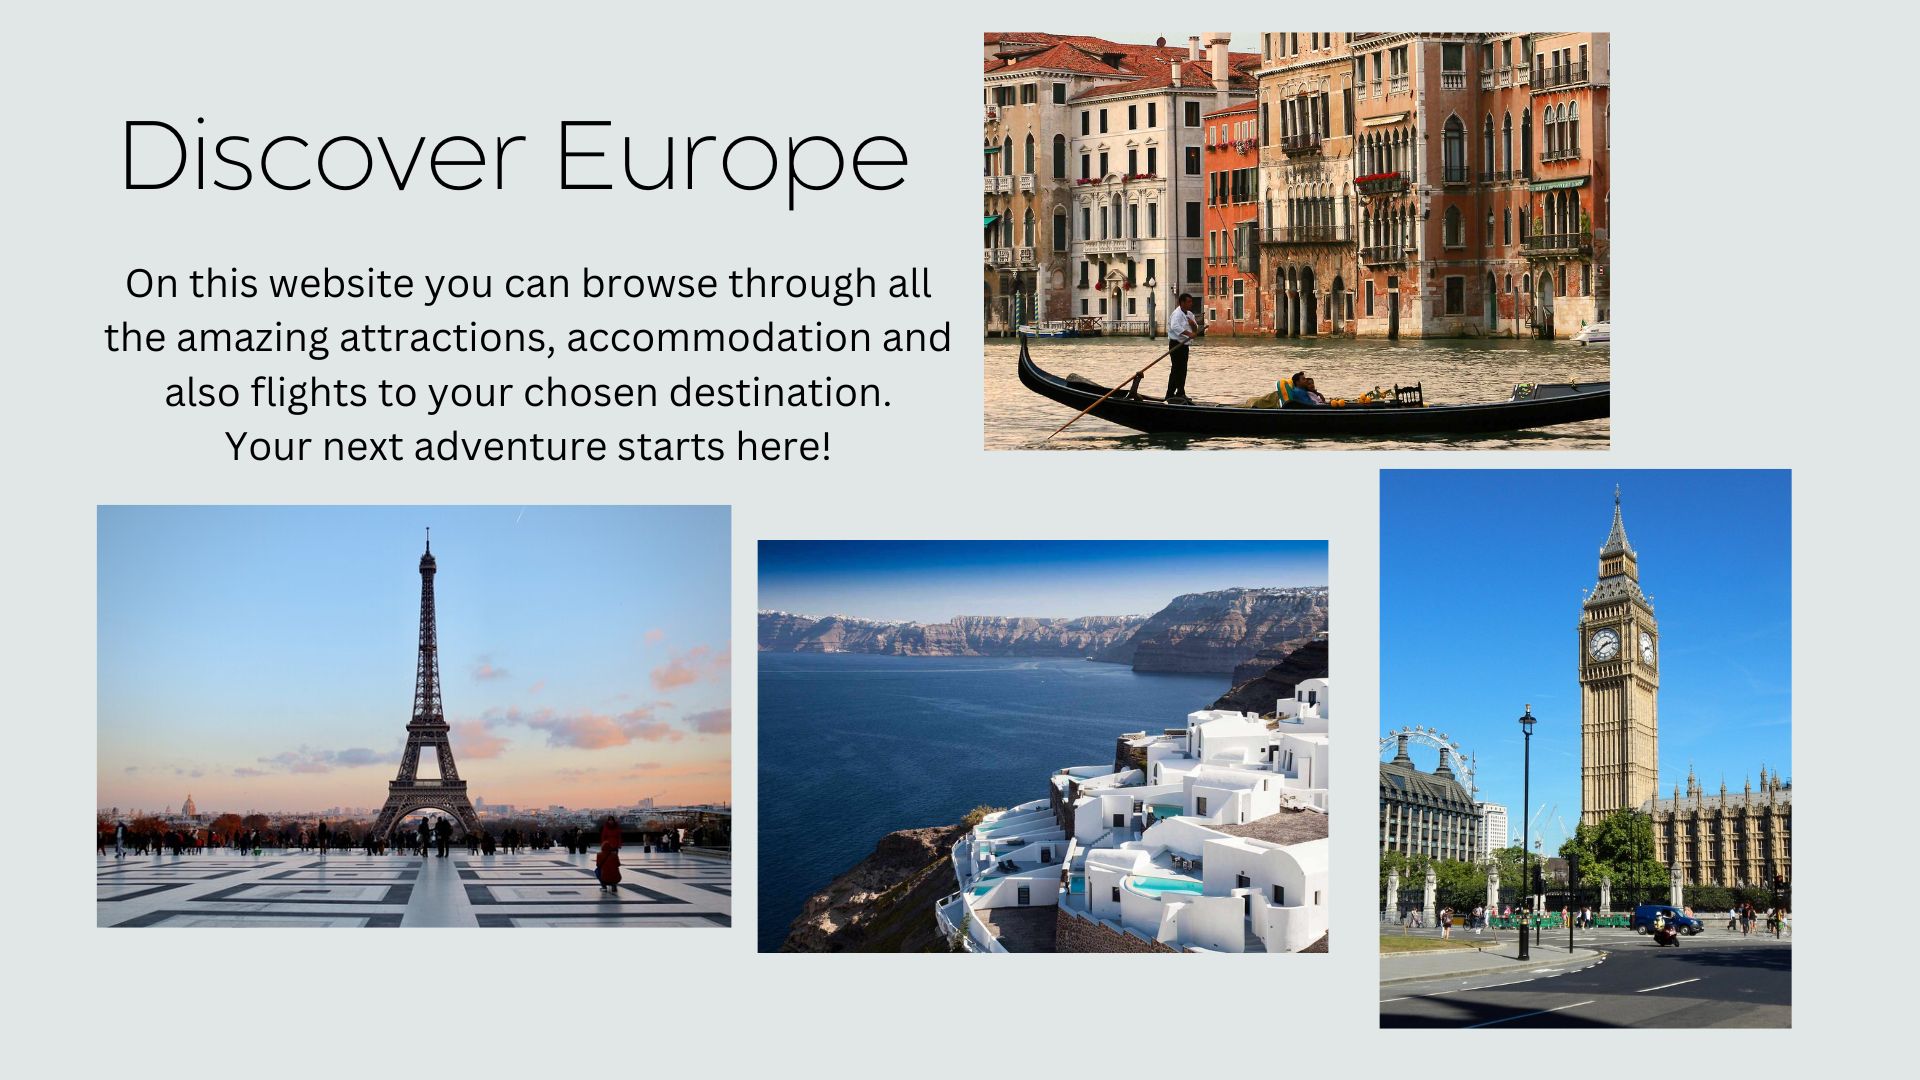 Discover Europe
On this website you can browse through all
the amazing attractions, accommodation and
also flights to your chosen destination.
Your next adventure starts here!